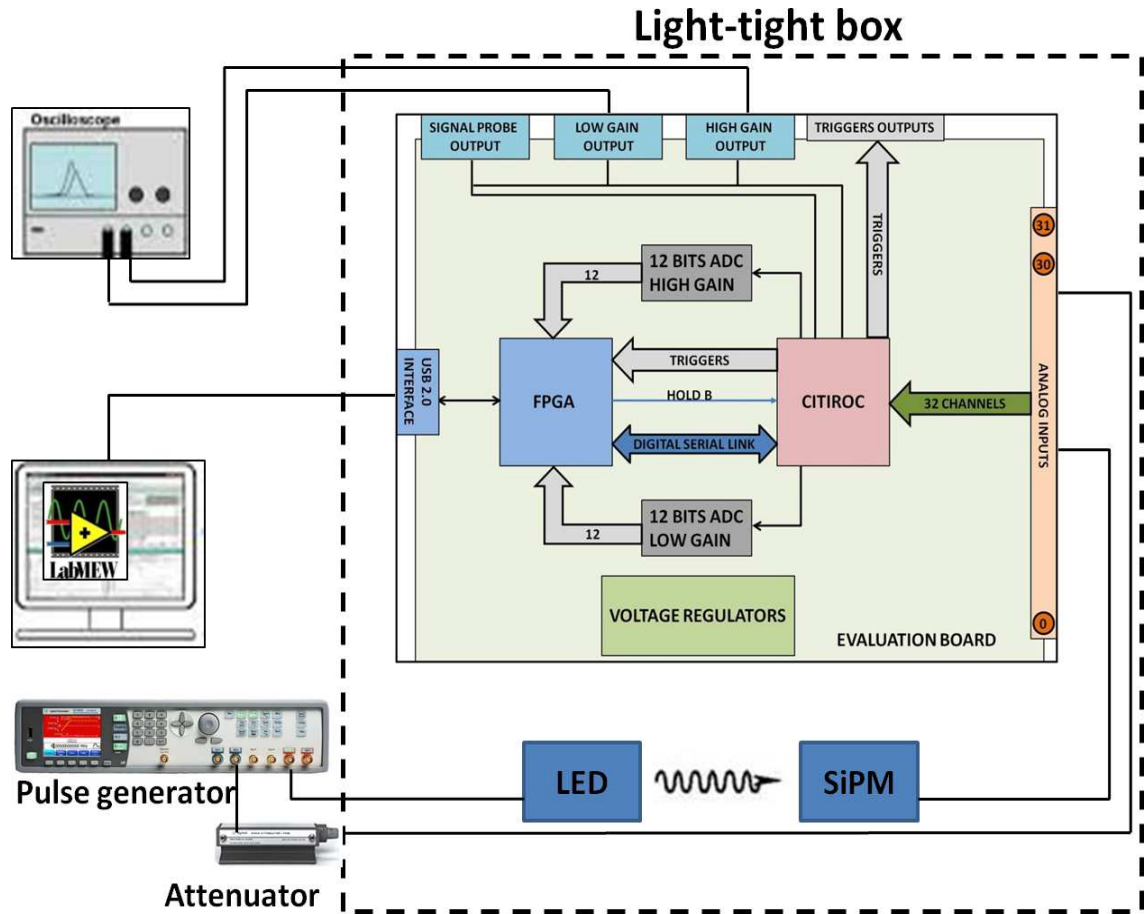 Light-tight box
Oscilloscope
SIGNAL PROBE
OUTPUT
LOW GAIN
OUTPUT
HIGH GAIN
OUTPUT
TRIGGERS OUTPUTS
31
30
TRIGGERS
12 BITS ADC
HIGH GAIN
12
USB 2.0
INTERFACE
FPGA
TRIGGERS
HOLD B
DIGITAL SERIAL LINK
CITIROC
32 CHANNELS
ANALOG INPUTS
12 BITS ADC
LOW GAIN
12
LabVIEW
VOLTAGE REGULATORS
EVALUATION BOARD
0
Pulse generator
LED
SiPM
Attenuator